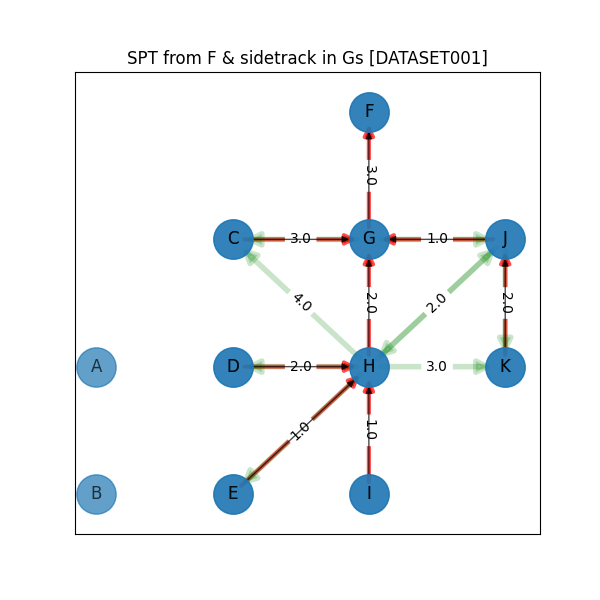 SPT from F & sidetrack in Gs [DATASET001]
F
3.0
C 3.0 G 1.0 J
4.0 2.0 2.0 2.0
A D 2.0 H 3.0 K
1.0 1.0
B E I